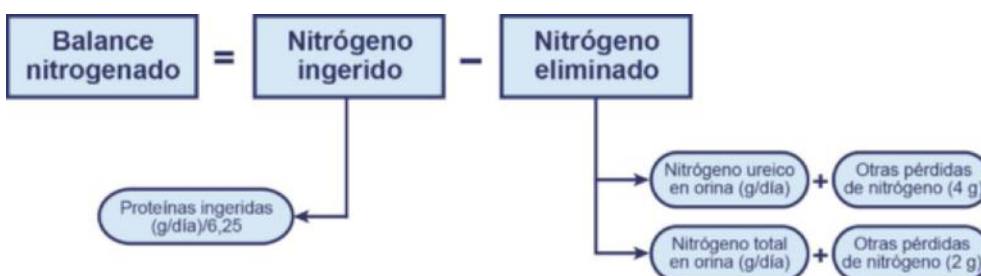 Balance
nitrogenado
=
Nitrógeno
ingerido
–
Nitrógeno
eliminado
Proteínas ingeridas
(g/día)/6,25
Nitrógeno ureico
en orina (g/día)
+
Otras pérdidas
de nitrógeno (4 g)
Nitrógeno total
en orina (g/día)
+
Otras pérdidas
de nitrógeno (2 g)